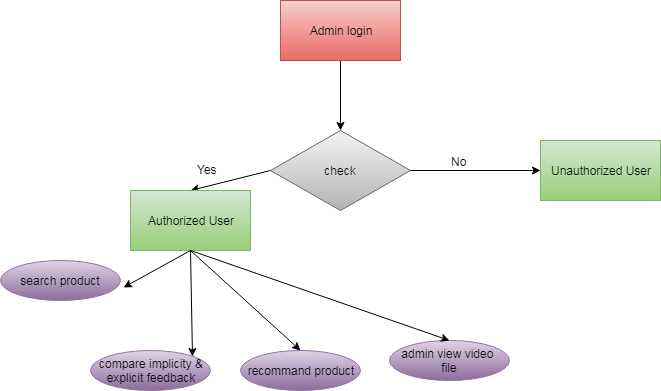 Admin login
check
Yes
No
Unauthorized User
Authorized User
search product
compare implicity &
explicit feedback
recommand product
admin view video
file